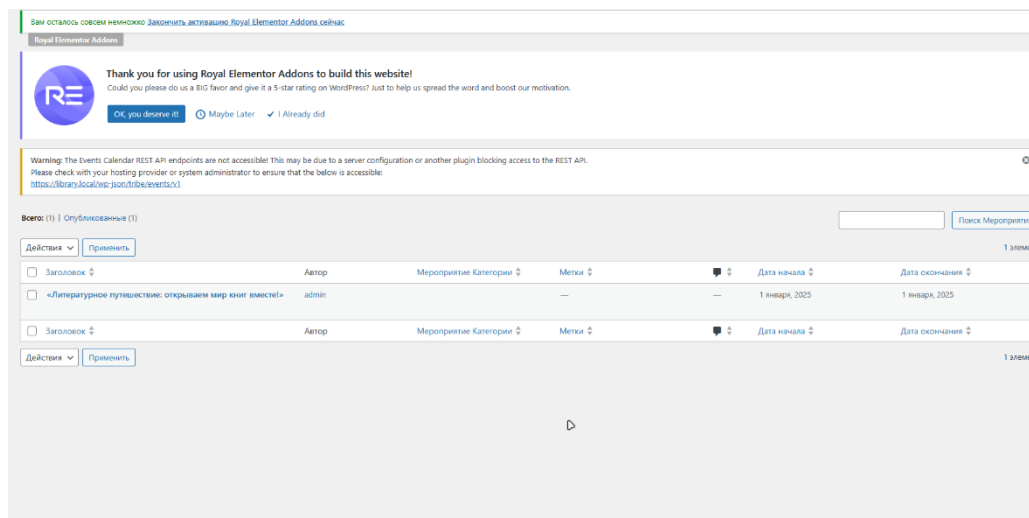 Вам осталось совсем немножко Закончить активацию Royal Elementor Addons сейчас
Royal Elementor Addons
RE
Thank you for using Royal Elementor Addons to build this website!
Could you please do us a BIG favor and give it a 5-star rating on WordPress? Just to help us spread the word and boost our motivation.
OK, you deserve it! Maybe Later I Already did
Warning: The Events Calendar REST API endpoints are not accessible! This may be due to a server configuration or another plugin blocking access to the REST API.
Please check with your hosting provider or system administrator to ensure that the below is accessible:
https://library.local/wp-json/tribe/events/v1
Всего: (1) | Опубликованные (1)
Поиск Мероприяти
Действия Применить 1 элеме
Заголовок Автор Мероприятие Категории Метки Дата начала Дата окончания
«Литературное путешествие: открываем мир книг вместе!» admin — — 1 января, 2025 1 января, 2025
Заголовок Автор Мероприятие Категории Метки Дата начала Дата окончания
Действия Применить 1 элеме